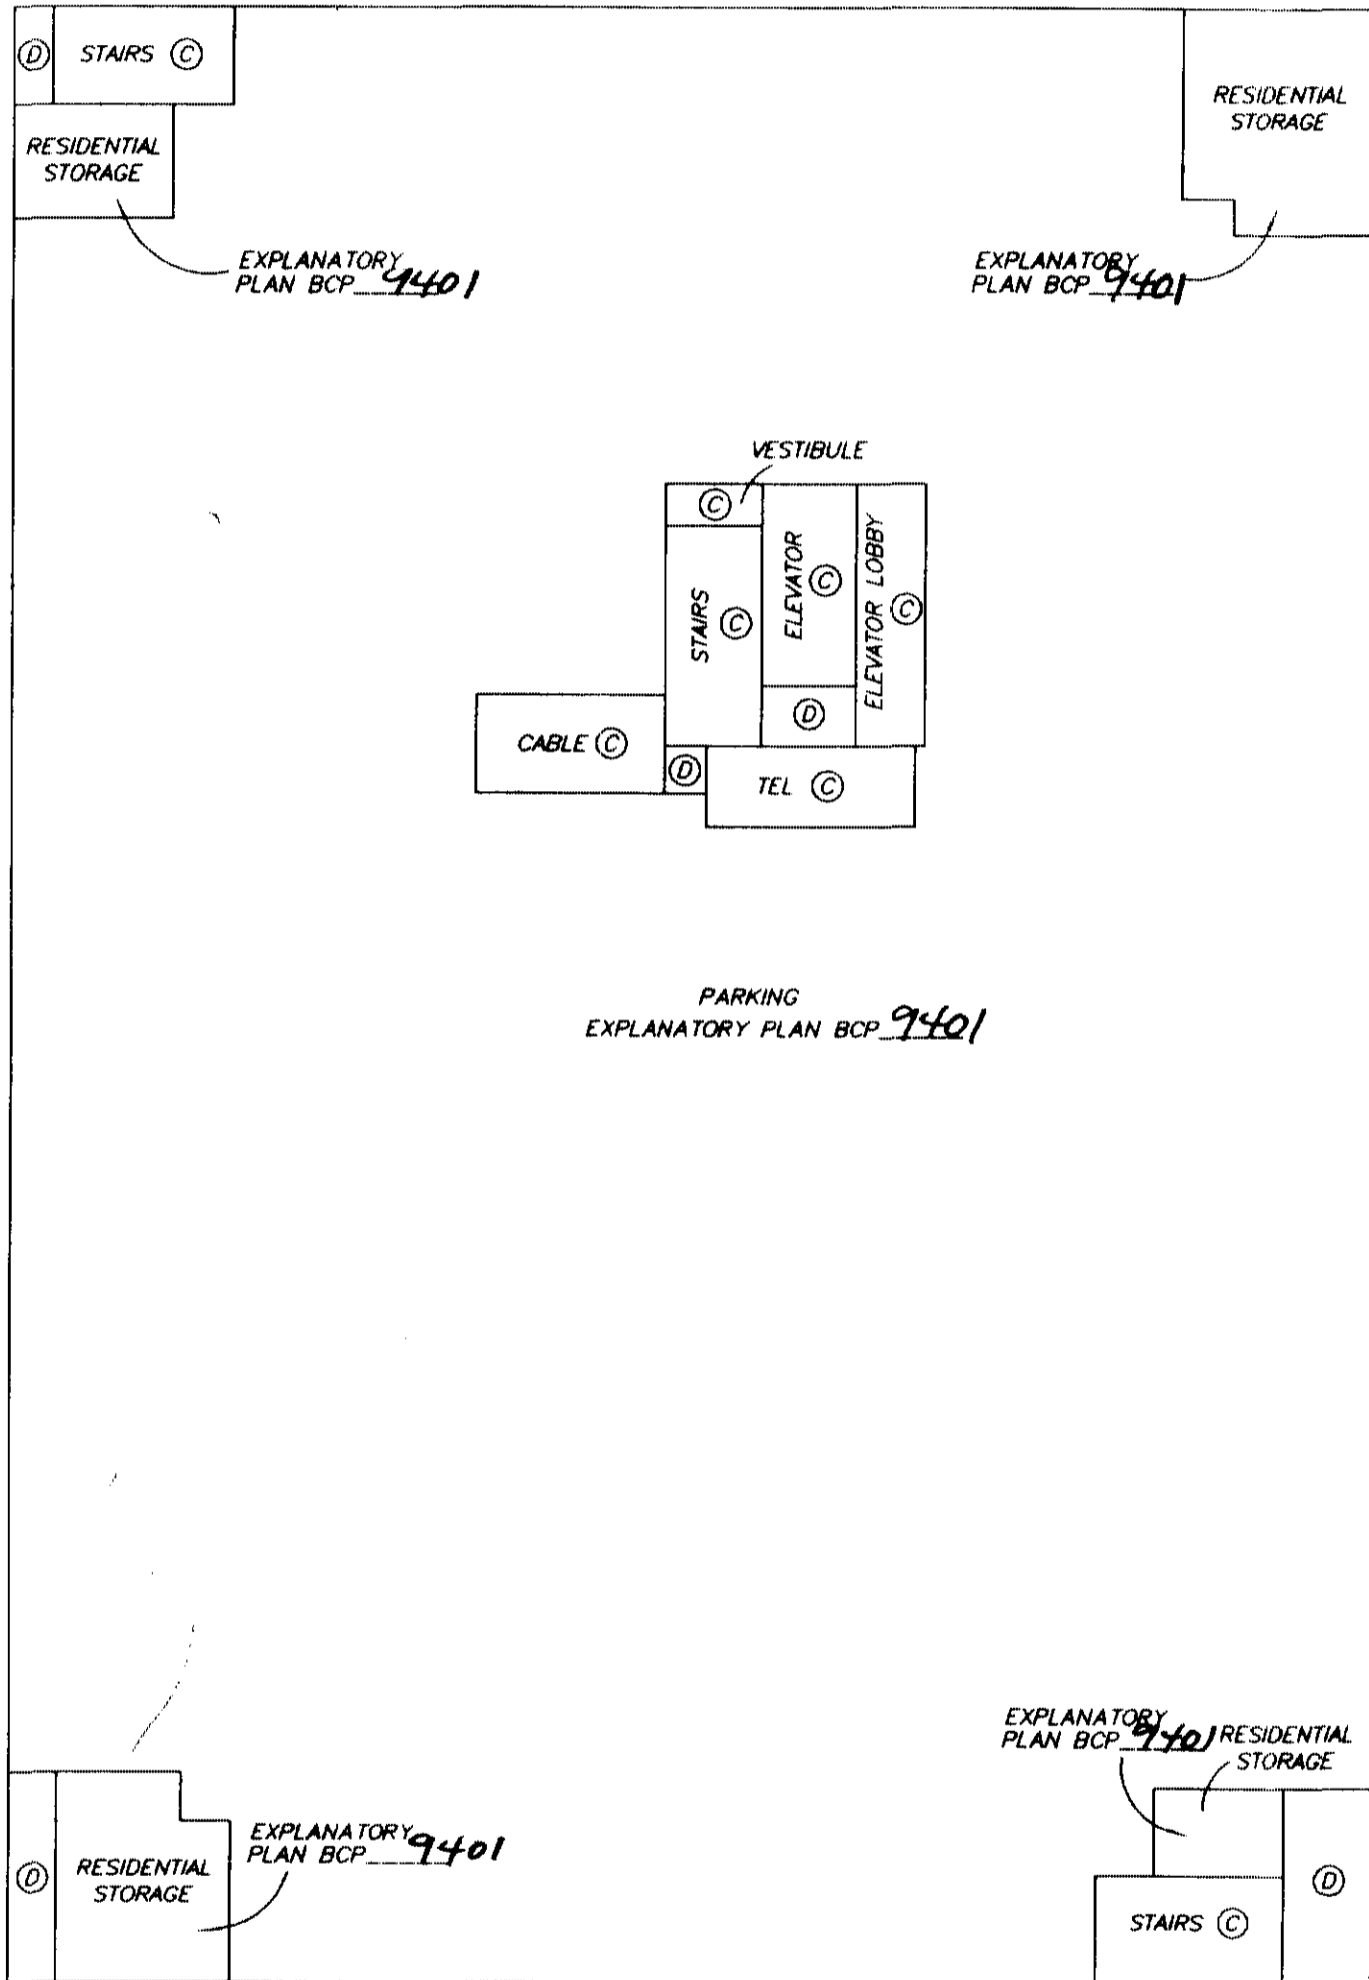 D STAIRS C
RESIDENTIAL
STORAGE
RESIDENTIAL
STORAGE
EXPLANATORY
PLAN BCP 9401
EXPLANATORY
PLAN BCP 9401
VESTIBULE
C
STAIRS C
ELEVATOR C
ELEVATOR LOBBY C
D
CABLE C
D
TEL C
PARKING
EXPLANATORY PLAN BCP 9401
EXPLANATORY
PLAN BCP 9401
RESIDENTIAL
STORAGE
EXPLANATORY
PLAN BCP 9401
D
RESIDENTIAL
STORAGE
D
STAIRS C